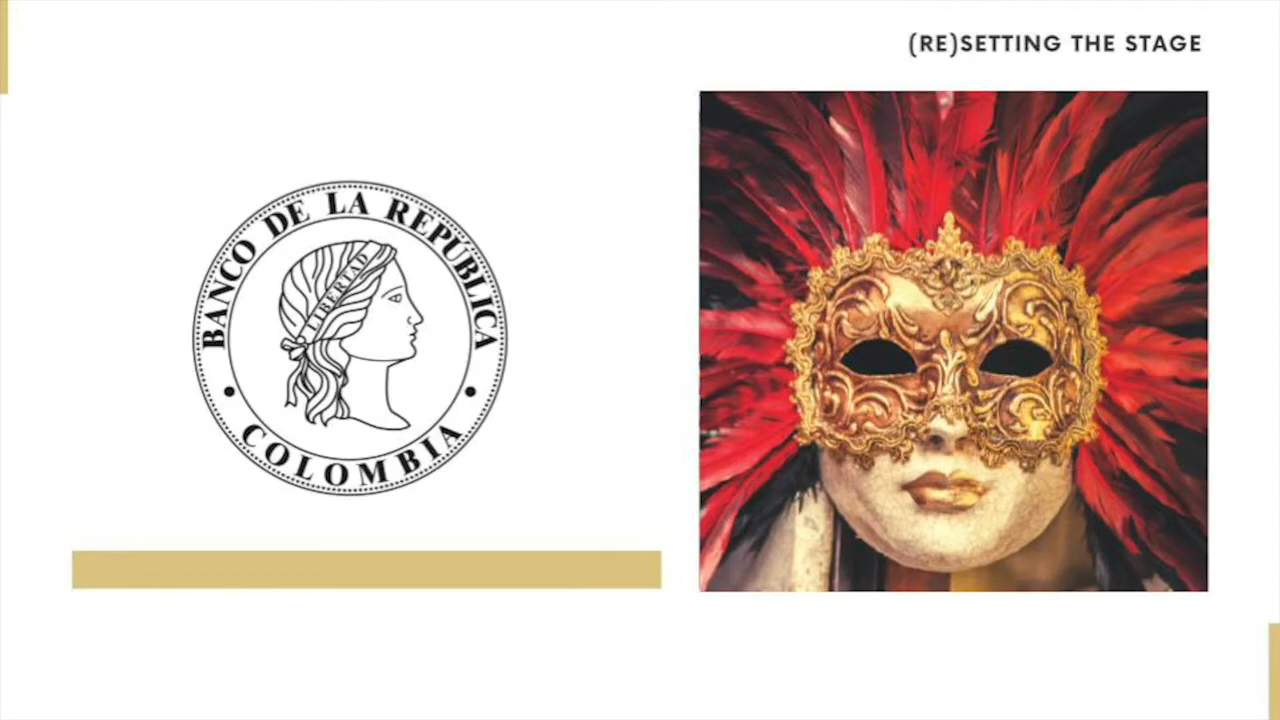 (RE)SETTING THE STAGE
BANCO DE LA REPÚBLICA
LIBERTAD
COLOMBIA